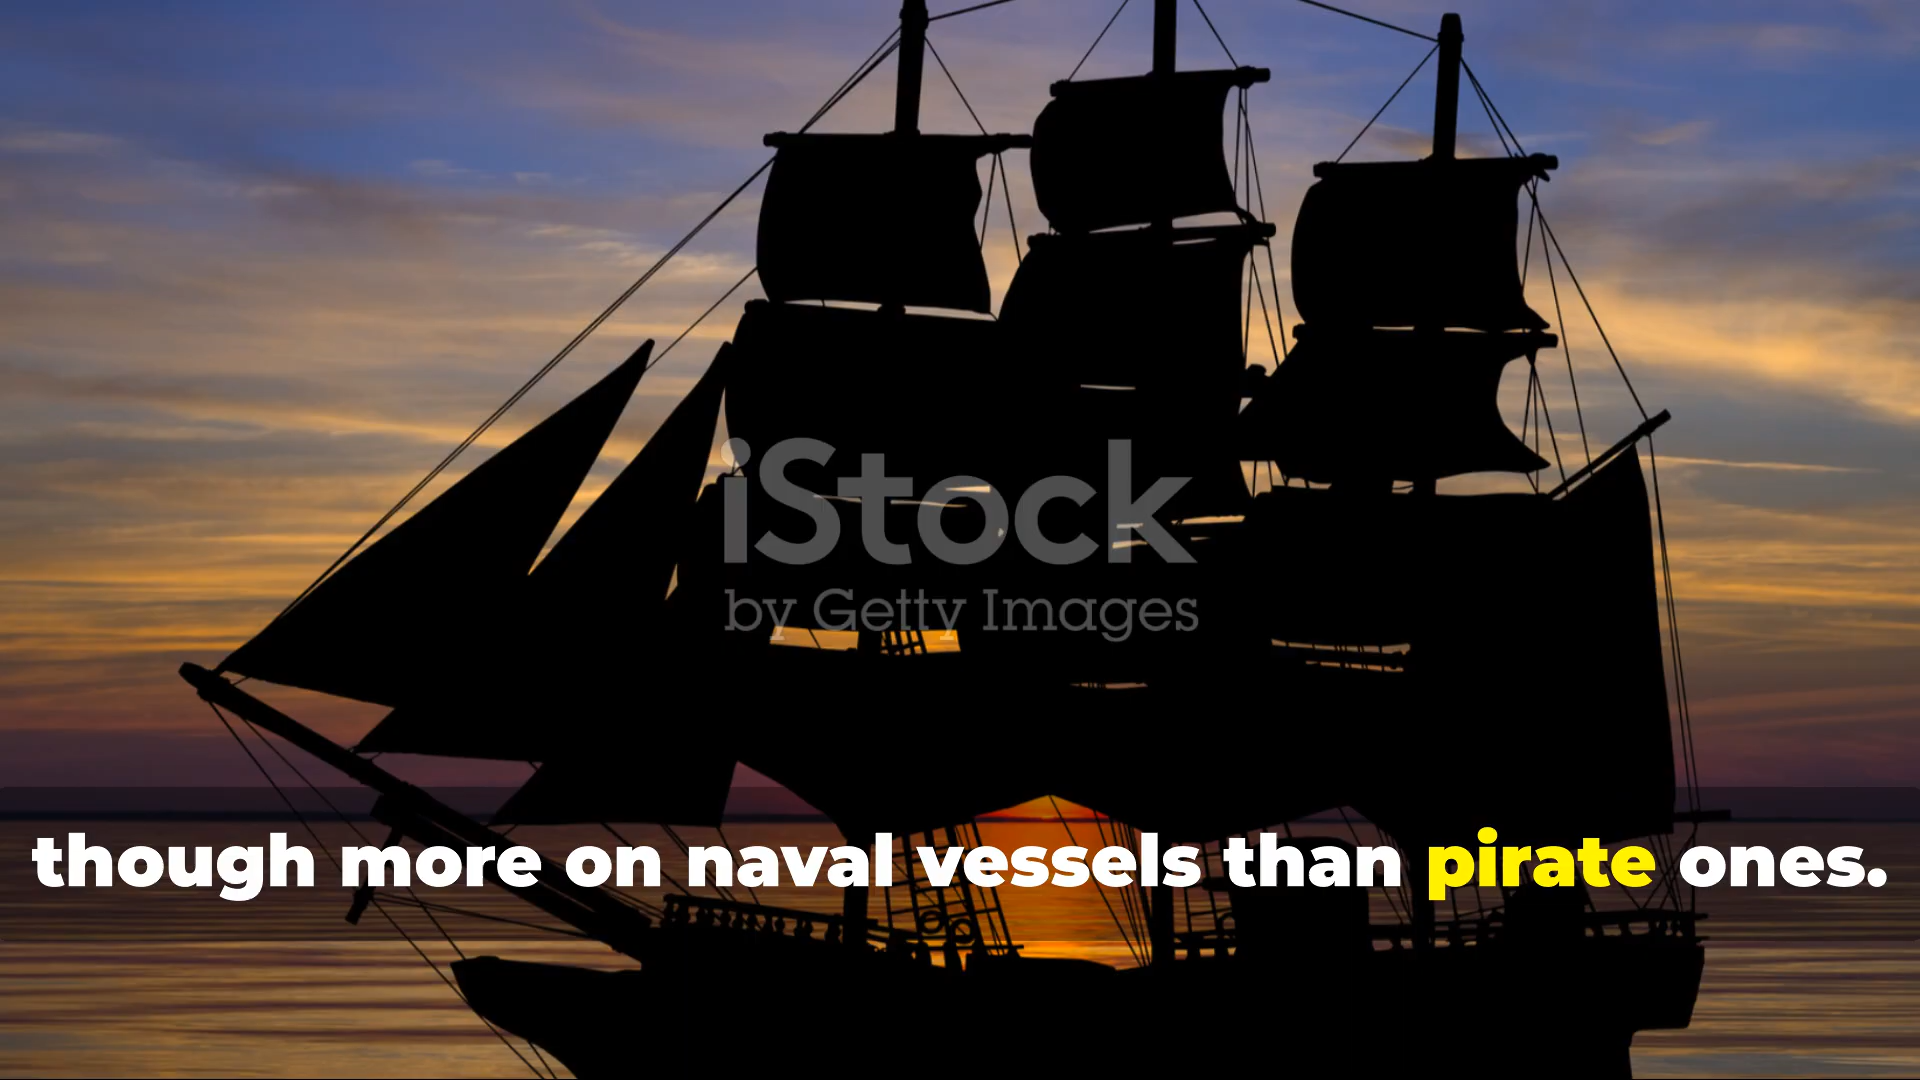 iStock
by Getty Images
though more on naval vessels than pirate ones.